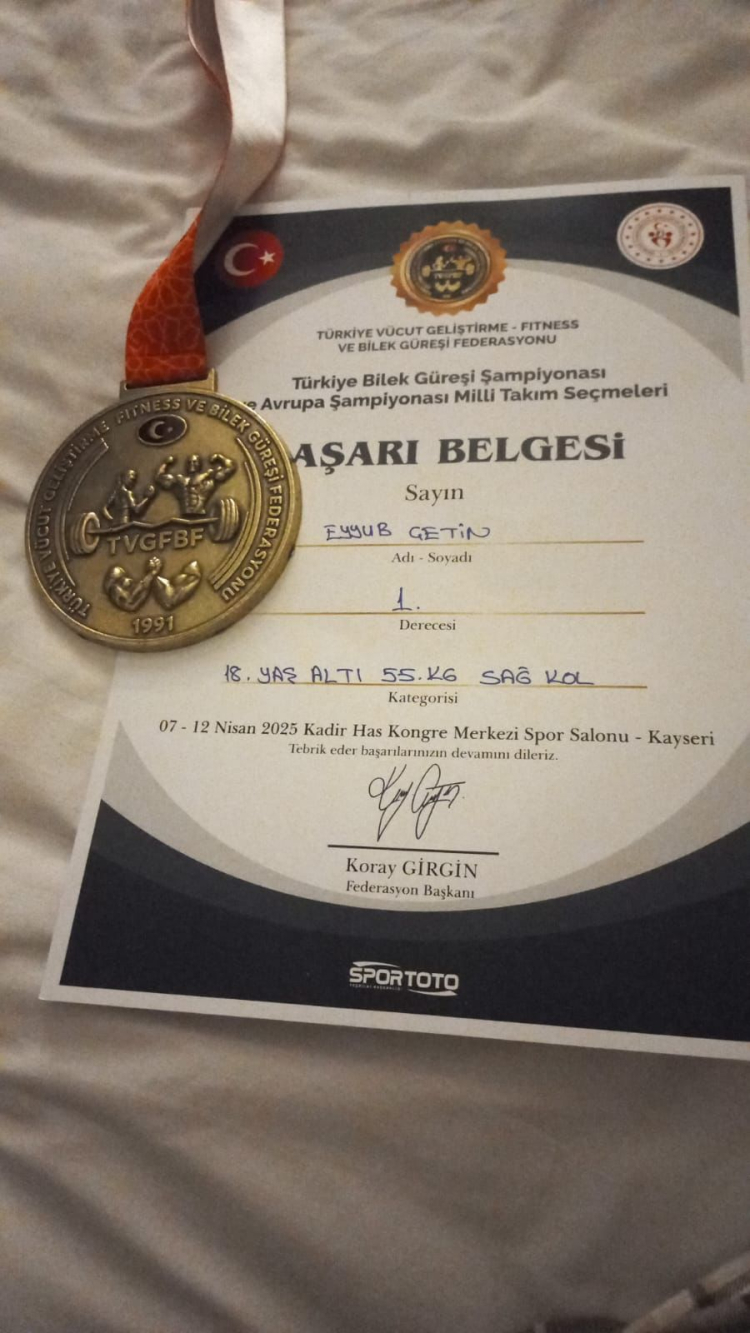 TÜRKİYE VÜCUT GELİŞTİRME FITNESS VE BİLEK GÜREŞİ FEDERASYONU
TVGFBF
1991
TVGFBF
TÜRKİYE VÜCUT GELİŞTİRME - FITNESS
VE BİLEK GÜREŞİ FEDERASYONU
Türkiye Bilek Güreşi Şampiyonası
ve Avrupa Şampiyonası Milli Takım Seçmeleri
AŞARI BELGESİ
Sayın
EYYUB ÇETİN
Adı - Soyadı
1.
Derecesi
18. YAŞ ALTI 55.KG SAĞ KOL
Kategorisi
07 - 12 Nisan 2025 Kadir Has Kongre Merkezi Spor Salonu - Kayseri
Tebrik eder başarılarınızın devamını dileriz.
Koray GİRGİN
Federasyon Başkanı
SPORTOTO